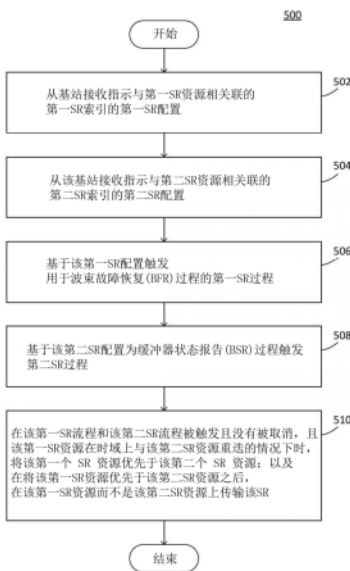 500
开始
502
从基站接收指示与第一SR资源相关联的
第一SR索引的第一SR配置
504
从该基站接收指示与第二SR资源相关联的
第二SR索引的第二SR配置
506
基于该第一SR配置触发
用于波束故障恢复(BFR)过程的第一SR过程
508
基于该第二SR配置为缓冲器状态报告(BSR)过程触发
第二SR过程
510
在该第一SR流程和该第二SR流程被触发且没有被取消，且
该第一SR资源在时域上与该第二SR资源重迭的情况下时，
将该第一个 SR 资源优先于该第二个 SR 资源；以及
在将该第一SR资源优先于该第二SR资源之后，
在该第一SR资源而不是该第二SR资源上传输该SR
结束